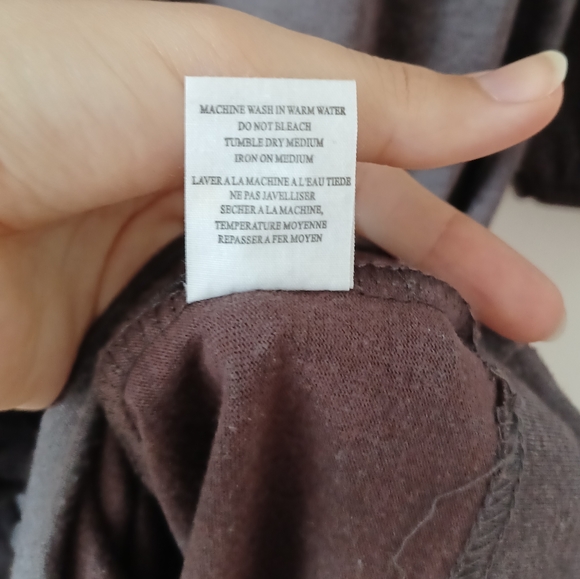 MACHINE WASH IN WARM WATER
DO NOT BLEACH
TUMBLE DRY MEDIUM
IRON ON MEDIUM
LAVER A LA MACHINE A L'EAU TIEDE
NE PAS JAVELLISER
SECHER A LA MACHINE,
TEMPERATURE MOYENNE
REPASSER A FER MOYEN